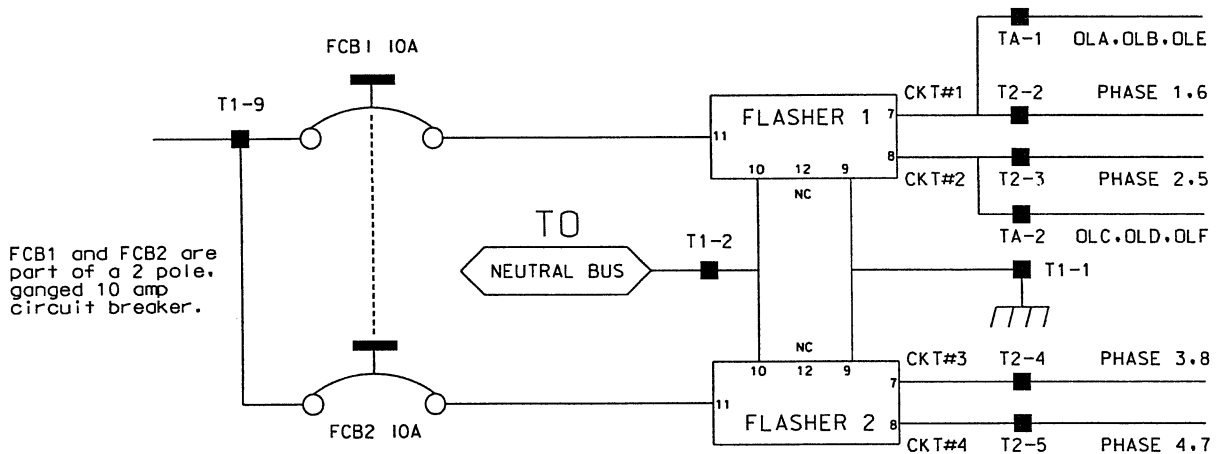 FCB1 10A
TA-1 OLA.OLB.OLE
T1-9
CKT#1 T2-2 PHASE 1.6
FLASHER 1
7
11
8
10 12 9
NC
CKT#2 T2-3 PHASE 2.5
TA-2 OLC.OLD.OLF
TO
NEUTRAL BUS
T1-2
T1-1
FCB1 and FCB2 are
part of a 2 pole.
ganged 10 amp
circuit breaker.
NC
10 12 9
CKT#3 T2-4 PHASE 3.8
7
11
FLASHER 2
8
FCB2 10A
CKT#4 T2-5 PHASE 4.7